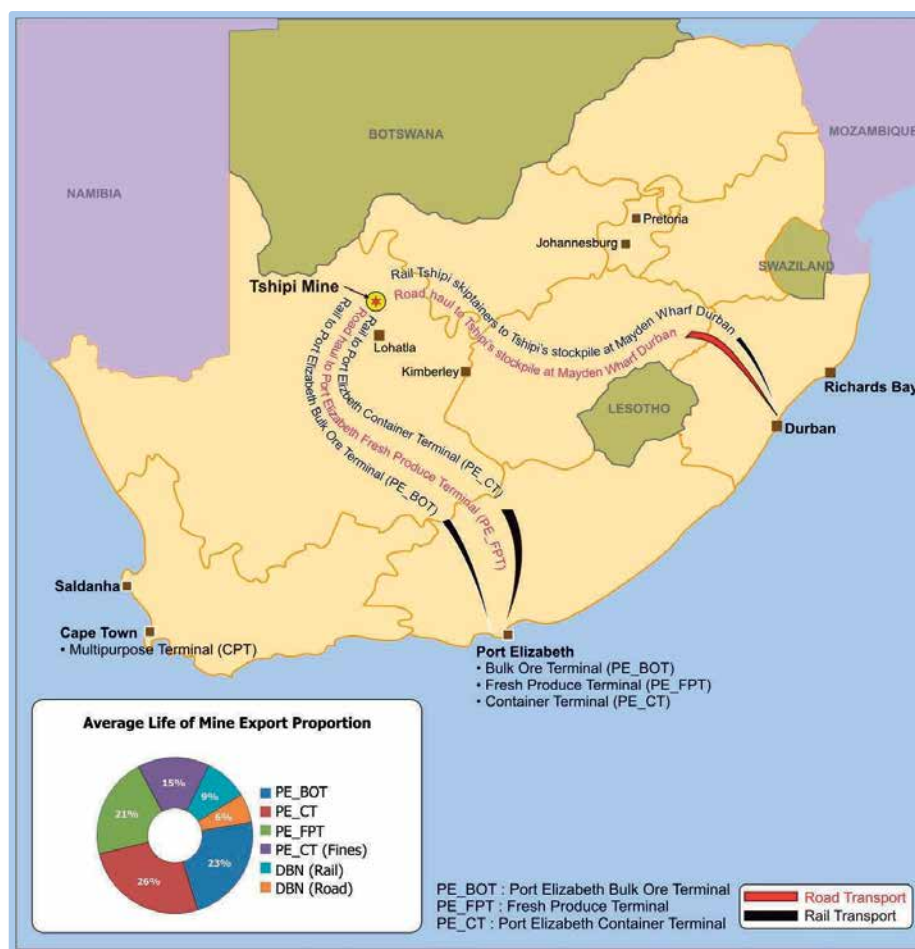 BOTSWANA
MOZAMBIQUE
NAMIBIA
Pretoria
Johannesburg
SWAZILAND
Tshipi Mine
Rail Tshipi skiptainers to Tshipi's stockpile at Mayden Wharf Durban
Road haul to Tshipi's stockpile at Mayden Wharf Durban
Lohatla
Kimberley
Richards Bay
LESOTHO
Durban
Rail to Port Elizbeth Container Terminal (PE_CT)
Road haul to Port Elizabeth Fresh Produce Terminal (PE_FPT)
Rail to Port Elizabeth Bulk Ore Terminal (PE_BOT)
Saldanha
Cape Town
• Multipurpose Terminal (CPT)
Port Elizabeth
• Bulk Ore Terminal (PE_BOT)
• Fresh Produce Terminal (PE_FPT)
• Container Terminal (PE_CT)
Average Life of Mine Export Proportion
15%
9%
6%
21%
23%
26%
PE_BOT
PE_CT
PE_FPT
PE_CT (Fines)
DBN (Rail)
DBN (Road)
PE_BOT : Port Elizabeth Bulk Ore Terminal
PE_FPT : Fresh Produce Terminal
PE_CT : Port Elizabeth Container Terminal
Road Transport
Rail Transport